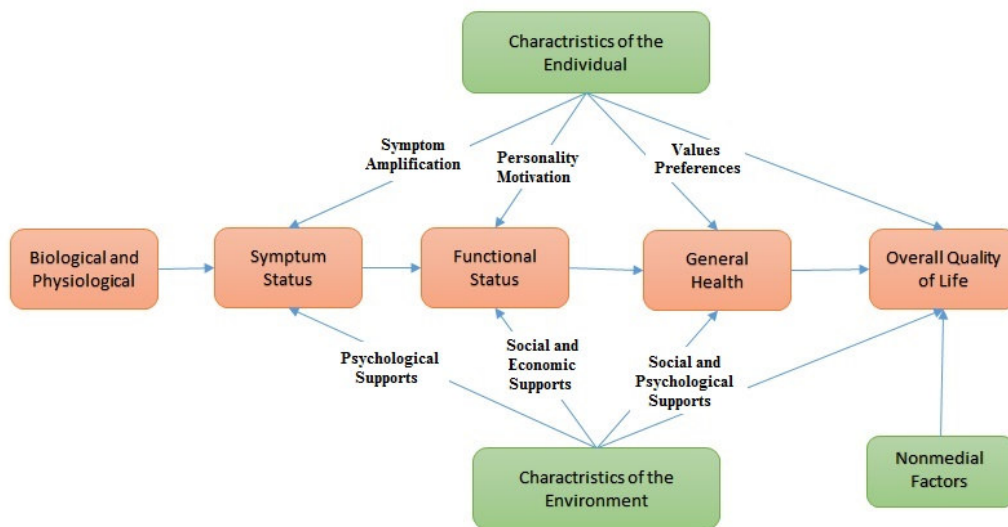 Charactristics of the
Endividual
Symptom
Amplification
Personality
Motivation
Values
Preferences
Biological and
Physiological
Symptum
Status
Functional
Status
General
Health
Overall Quality
of Life
Psychological
Supports
Social and
Economic
Supports
Social and
Psychological
Supports
Charactristics of the
Environment
Nonmedial
Factors